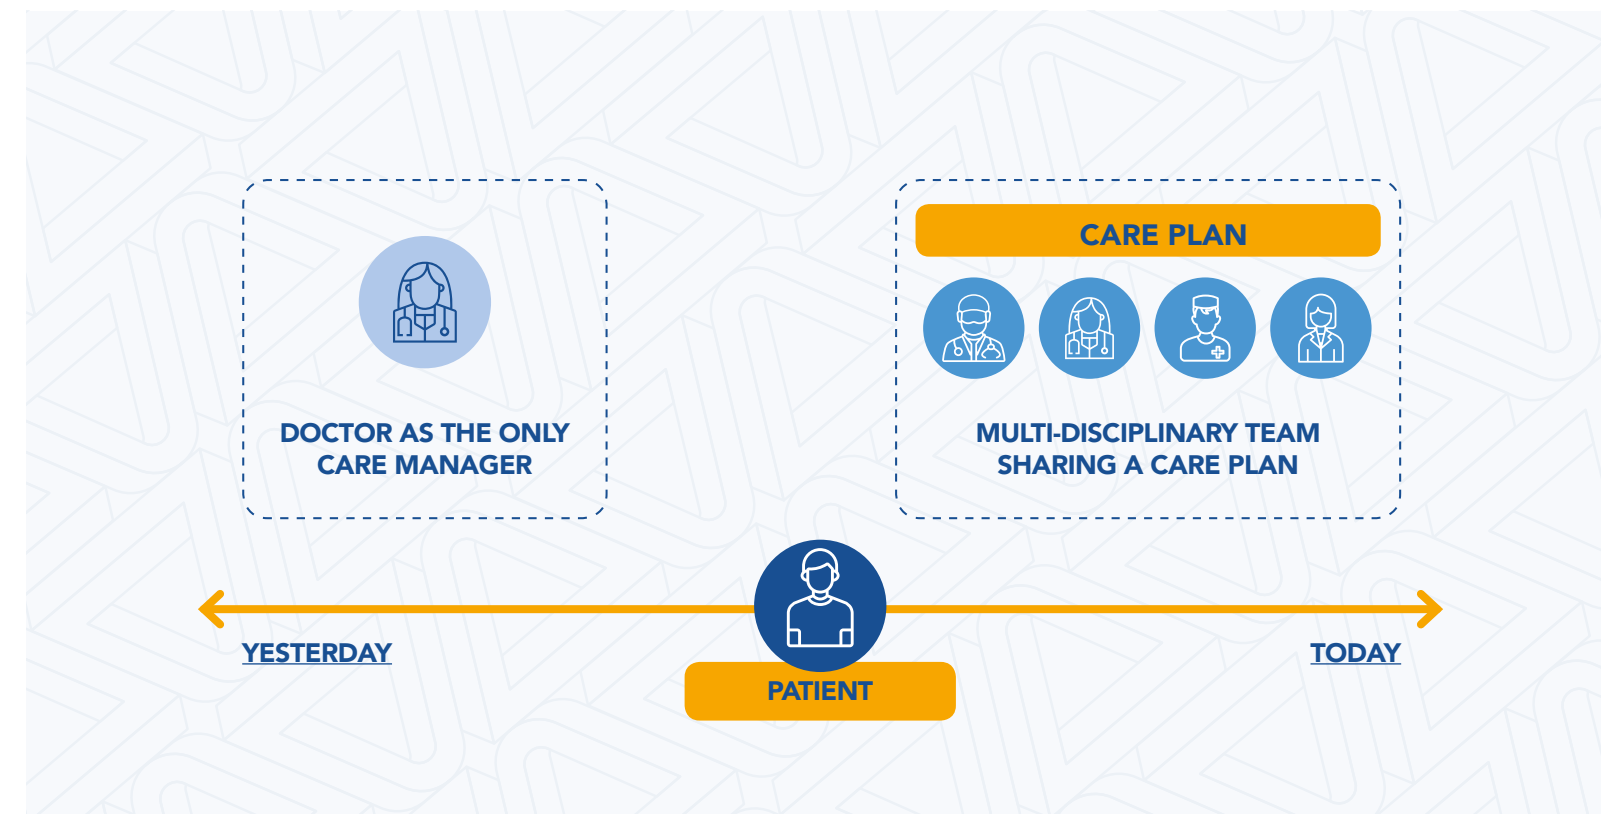 DOCTOR AS THE ONLY
CARE MANAGER
CARE PLAN
MULTI-DISCIPLINARY TEAM
SHARING A CARE PLAN
YESTERDAY
TODAY
PATIENT